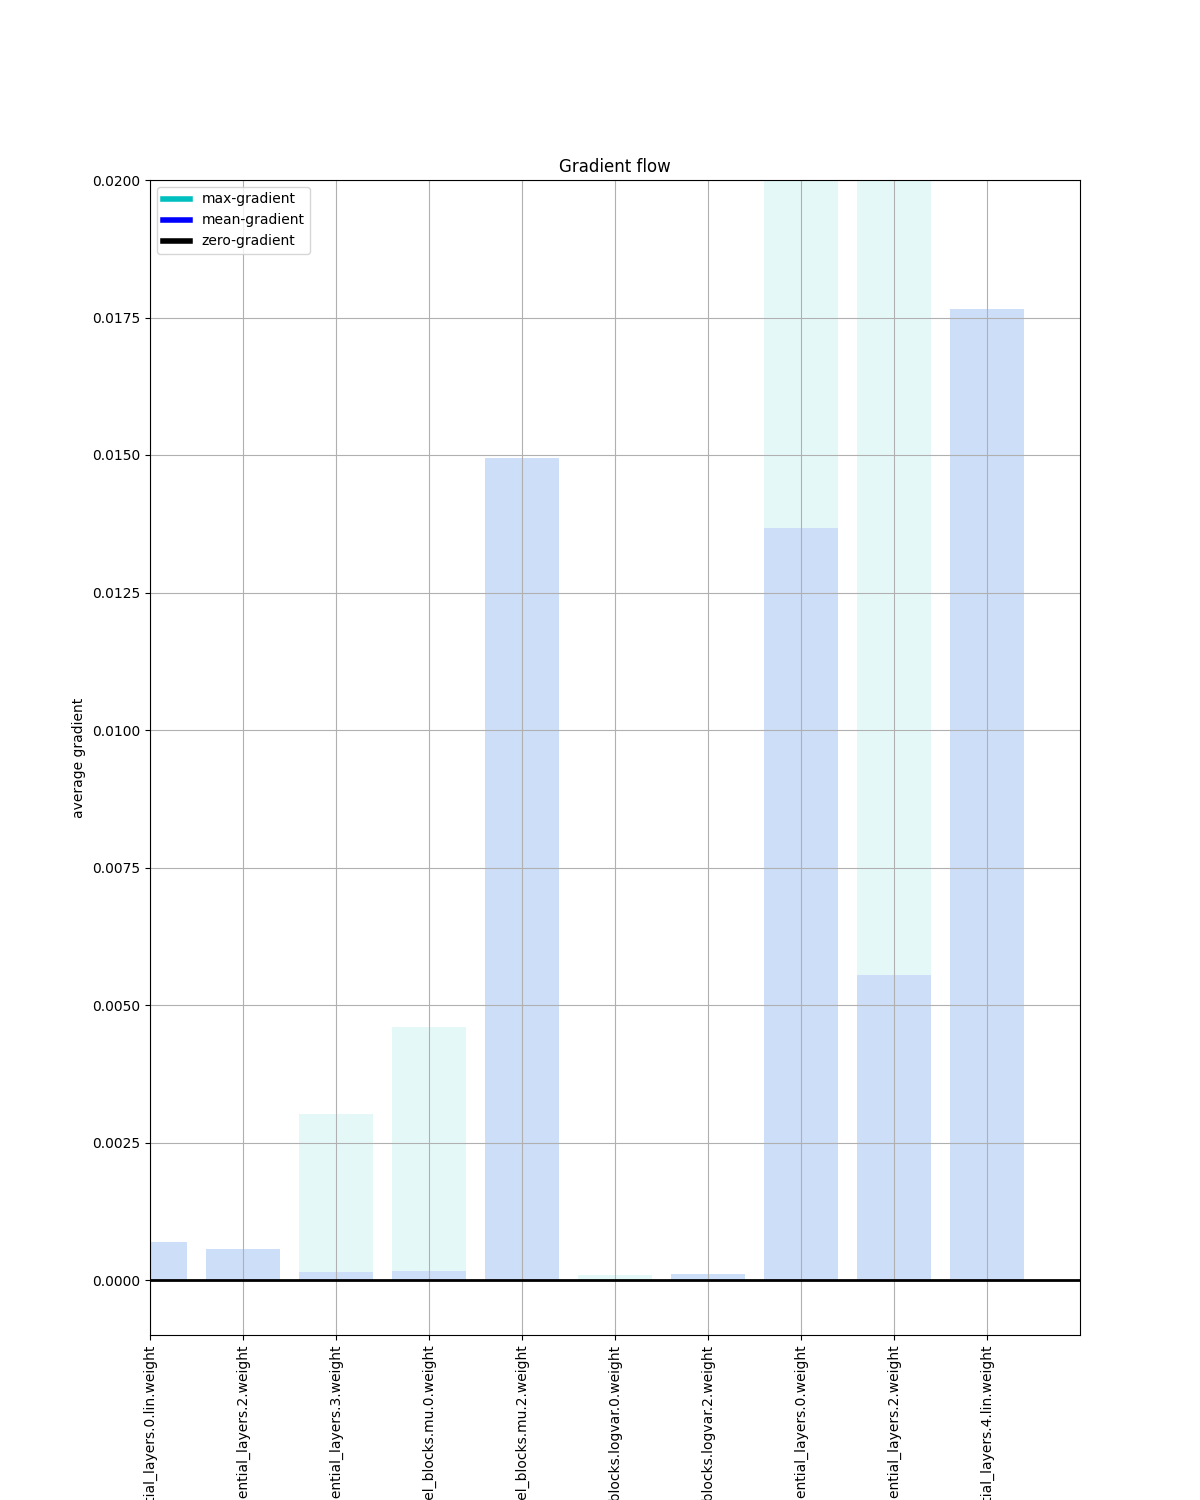 Gradient flow
max-gradient
mean-gradient
zero-gradient
0.0200
0.0175
0.0150
0.0125
0.0100
0.0075
0.0050
0.0025
0.0000
average gradient
tial_layers.0.lin.weight
ential_layers.2.weight
ential_layers.3.weight
el_blocks.mu.0.weight
el_blocks.mu.2.weight
blocks.logvar.0.weight
blocks.logvar.2.weight
ential_layers.0.weight
ential_layers.2.weight
tial_layers.4.lin.weight